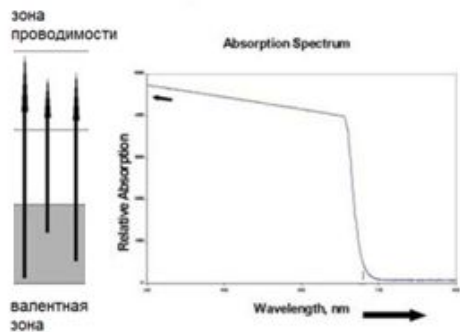 зона
проводимости
Absorption Spectrum
Relative Absorption
Wavelength, nm
валентная
зона